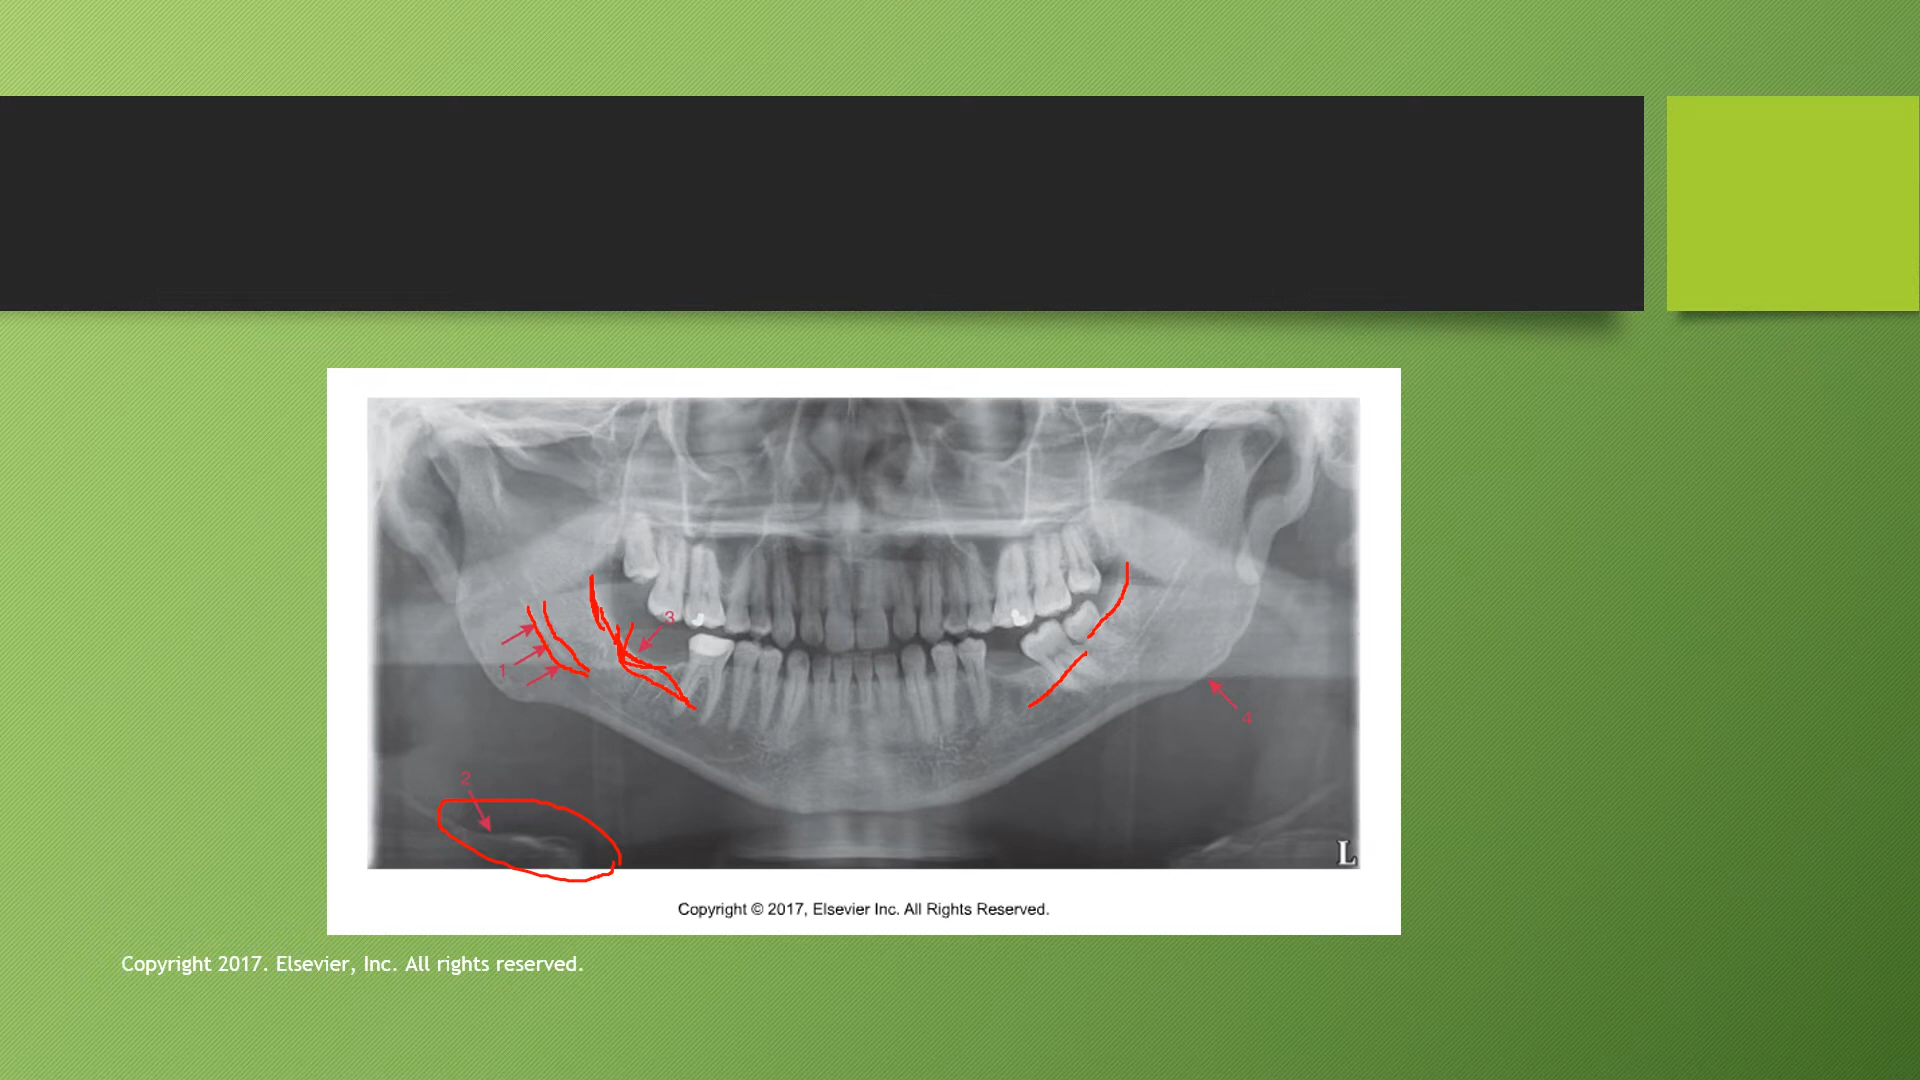 3
1
4
2
L
Copyright © 2017, Elsevier Inc. All Rights Reserved.
Copyright 2017. Elsevier, Inc. All rights reserved.